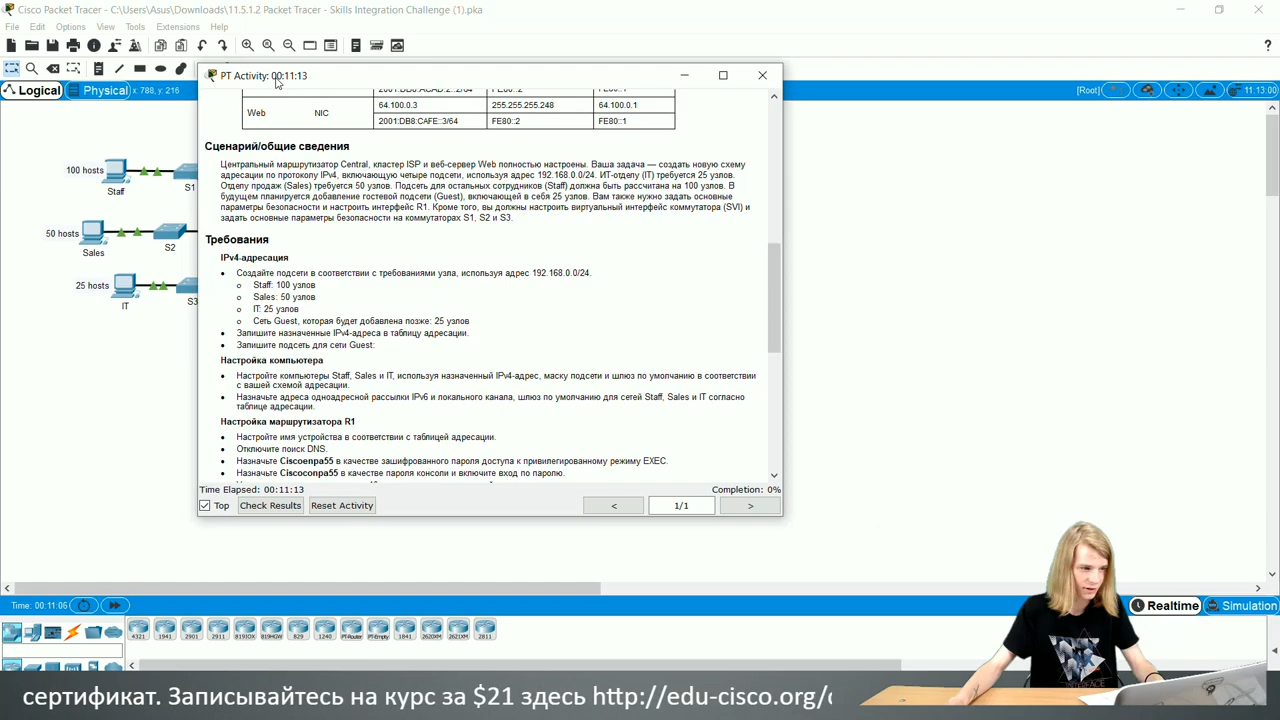 Cisco Packet Tracer - C:\Users\Asus\Downloads\11.5.1.2 Packet Tracer - Skills Integration Challenge (1).pka
File Edit Options View Tools Extensions Help
Logical Physical x: 788, y: 216 [Root] 11:13:00
PT Activity: 00:11:13
Web NIC
64.100.0.3 255.255.255.248 64.100.0.1
2001:DB8:CAFE::3/64 FE80::2 FE80::1
Сценарий/общие сведения
Центральный маршрутизатор Central, кластер ISP и веб-сервер Web полностью настроены. Ваша задача — создать новую схему
адресации по протоколу IPv4, включающую четыре подсети, используя адрес 192.168.0.0/24. ИТ-отделу (IT) требуется 25 узлов.
Отделу продаж (Sales) требуется 50 узлов. Подсеть для остальных сотрудников (Staff) должна быть рассчитана на 100 узлов. В
будущем планируется добавление гостевой подсети (Guest), включающей в себя 25 узлов. Вам также нужно задать основные
параметры безопасности и настроить интерфейс R1. Кроме того, вы должны настроить виртуальный интерфейс коммутатора (SVI) и
задать основные параметры безопасности на коммутаторах S1, S2 и S3.
Требования
IPv4-адресация
• Создайте подсети в соответствии с требованиями узла, используя адрес 192.168.0.0/24.
o Staff: 100 узлов
o Sales: 50 узлов
o IT: 25 узлов
o Сеть Guest, которая будет добавлена позже: 25 узлов
• Запишите назначенные IPv4-адреса в таблицу адресации.
• Запишите подсеть для сети Guest:
Настройка компьютера
• Настройте компьютеры Staff, Sales и IT, используя назначенный IPv4-адрес, маску подсети и шлюз по умолчанию в соответствии
с вашей схемой адресации.
• Назначьте адреса одноадресной рассылки IPv6 и локального канала, шлюз по умолчанию для сетей Staff, Sales и IT согласно
таблице адресации.
Настройка маршрутизатора R1
• Настройте имя устройства в соответствии с таблицей адресации.
• Отключите поиск DNS.
• Назначьте Ciscoenpa55 в качестве зашифрованного пароля доступа к привилегированному режиму EXEC.
• Назначьте Ciscoconpa55 в качестве пароля консоли и включите вход по паролю.
Time Elapsed: 00:11:13 Completion: 0%
Top Check Results Reset Activity < 1/1 >
100 hosts
Staff
S1
50 hosts
Sales
S2
25 hosts
IT
S3
Time: 00:11:06 Realtime Simulation
4321 1941 2901 2911 819IOX 819HGW 829 1240 PT-Router PT-Empty 1841 2620XM 2621XM 2811
сертификат. Записывайтесь на курс за $21 здесь http://edu-cisco.org/